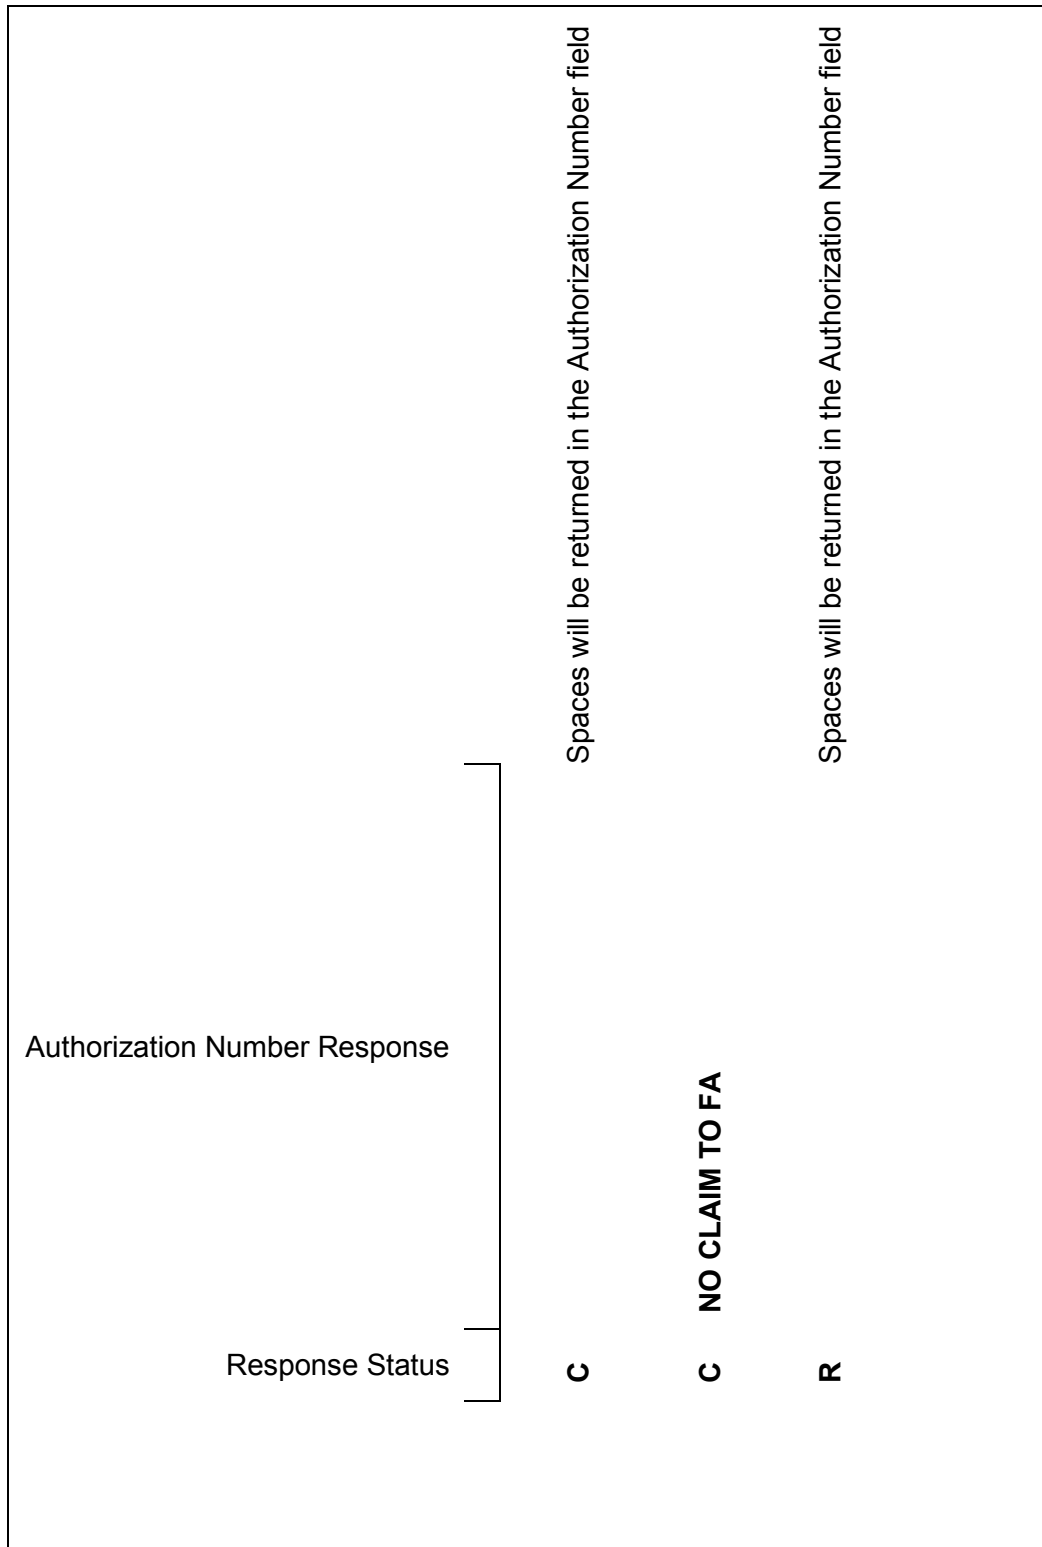 Response Status
Authorization Number Response
C
Spaces will be returned in the Authorization Number field
C NO CLAIM TO FA
R
Spaces will be returned in the Authorization Number field